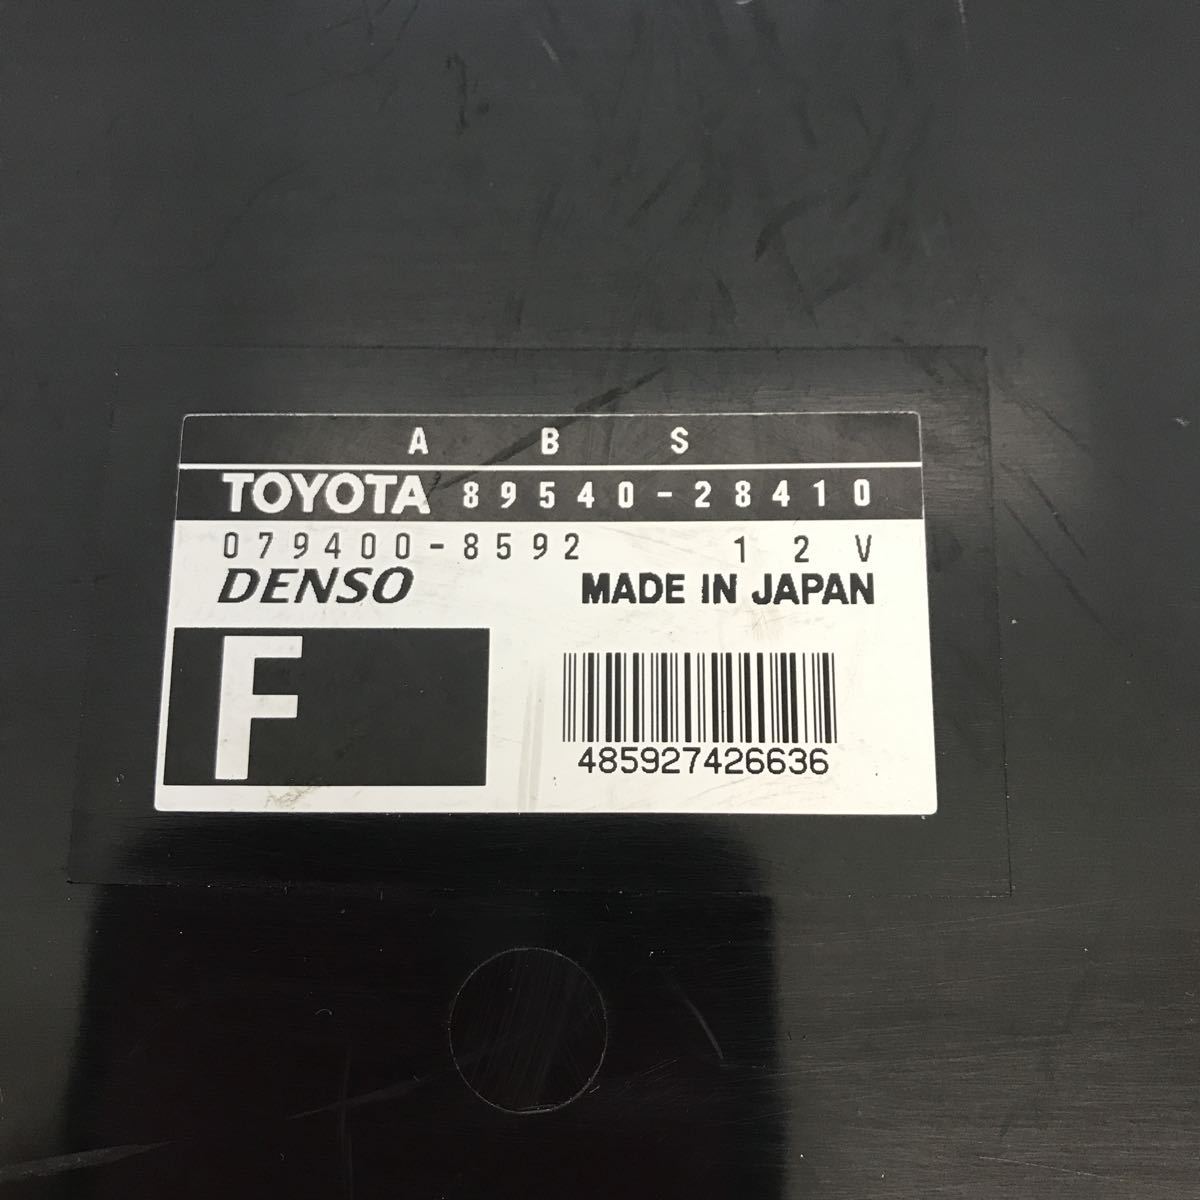 A B S
TOYOTA 89540-28410
079400-8592 12V
DENSO MADE IN JAPAN
F
485927426636